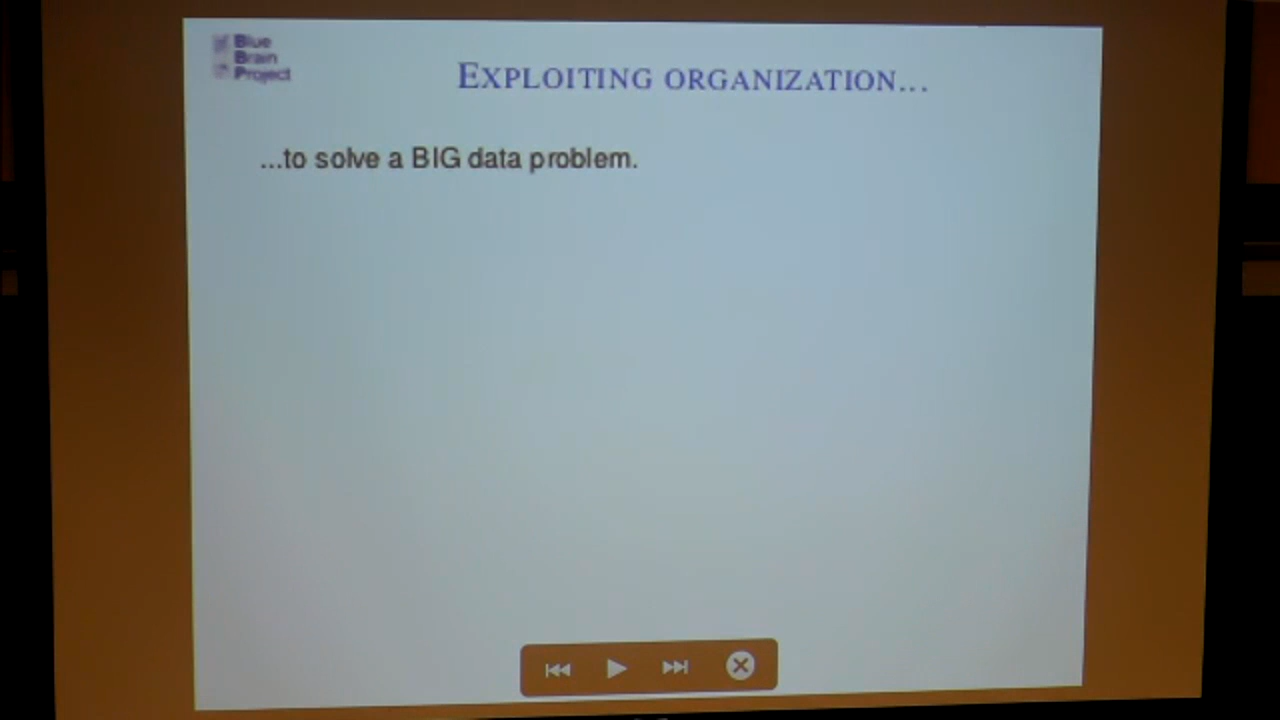 Blue
Brain
Project
EXPLOITING ORGANIZATION...
...to solve a BIG data problem.